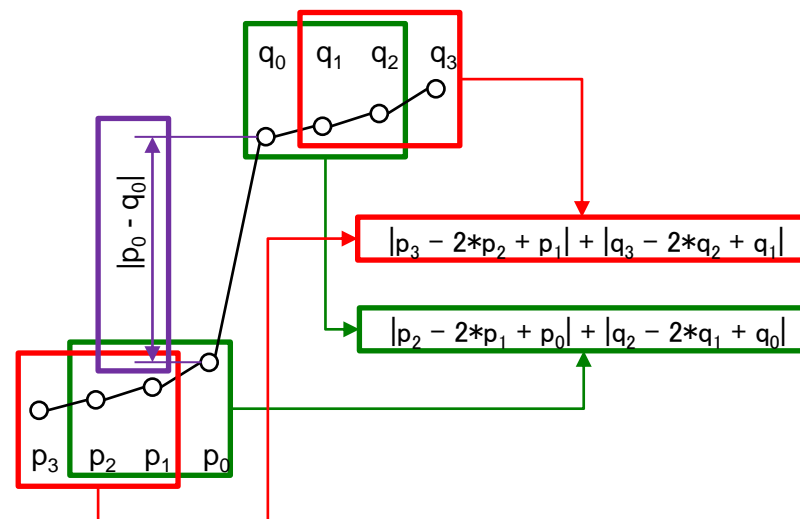 q₀ q₁ q₂ q₃
|p₀ - q₀|
|p₃ − 2*p₂ + p₁| + |q₃ − 2*q₂ + q₁|
|p₂ − 2*p₁ + p₀| + |q₂ − 2*q₁ + q₀|
p₃ p₂ p₁ p₀